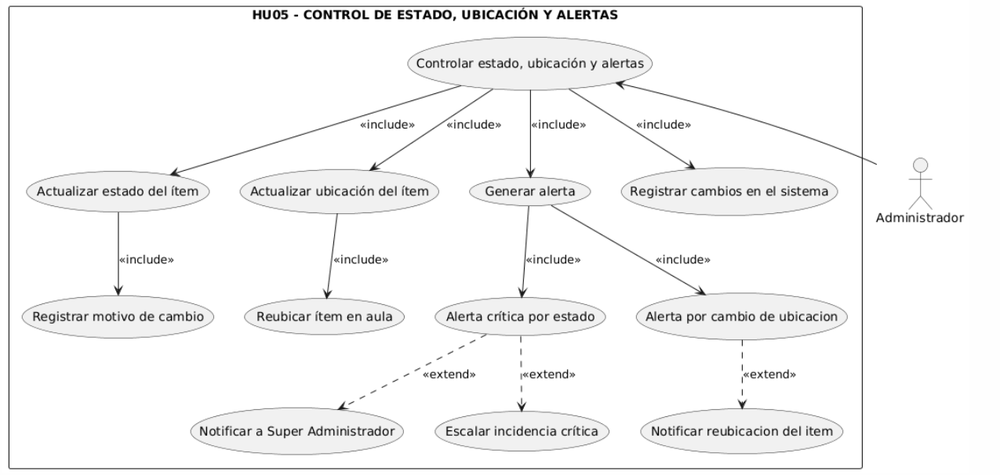 HU05 - CONTROL DE ESTADO, UBICACIÓN Y ALERTAS
Controlar estado, ubicación y alertas
«include»
«include»
«include»
«include»
Actualizar estado del ítem
Actualizar ubicación del ítem
Generar alerta
Registrar cambios en el sistema
Administrador
«include»
«include»
«include»
«include»
Registrar motivo de cambio
Reubicar ítem en aula
Alerta crítica por estado
Alerta por cambio de ubicacion
«extend»
«extend»
«extend»
Notificar a Super Administrador
Escalar incidencia crítica
Notificar reubicacion del item